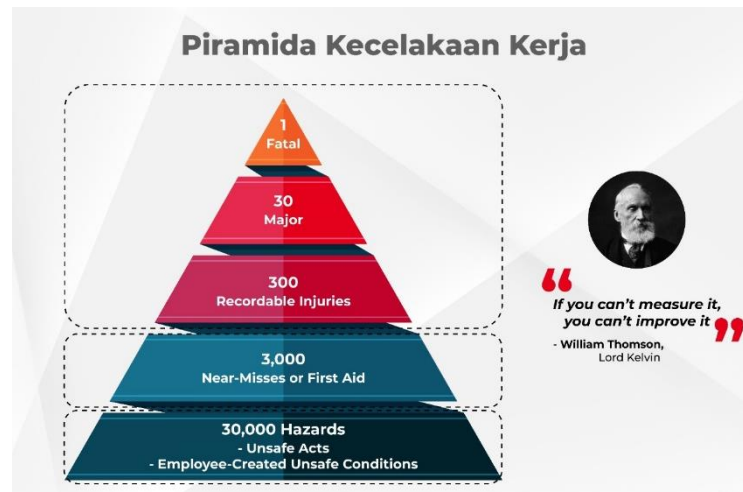 Piramida Kecelakaan Kerja
1
Fatal
30
Major
300
Recordable Injuries
3,000
Near-Misses or First Aid
30,000 Hazards
- Unsafe Acts
- Employee-Created Unsafe Conditions
“
If you can’t measure it,
you can’t improve it
”
- William Thomson,
Lord Kelvin